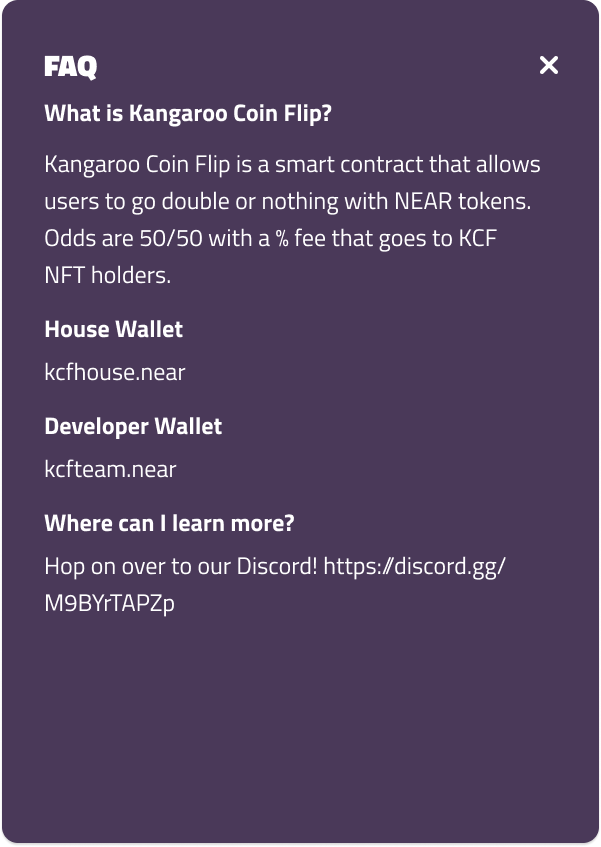 FAQ
What is Kangaroo Coin Flip?
Kangaroo Coin Flip is a smart contract that allows
users to go double or nothing with NEAR tokens.
Odds are 50/50 with a % fee that goes to KCF
NFT holders.
House Wallet
kcfhouse.near
Developer Wallet
kcfteam.near
Where can I learn more?
Hop on over to our Discord! https://discord.gg/
M9BYrTAPZp